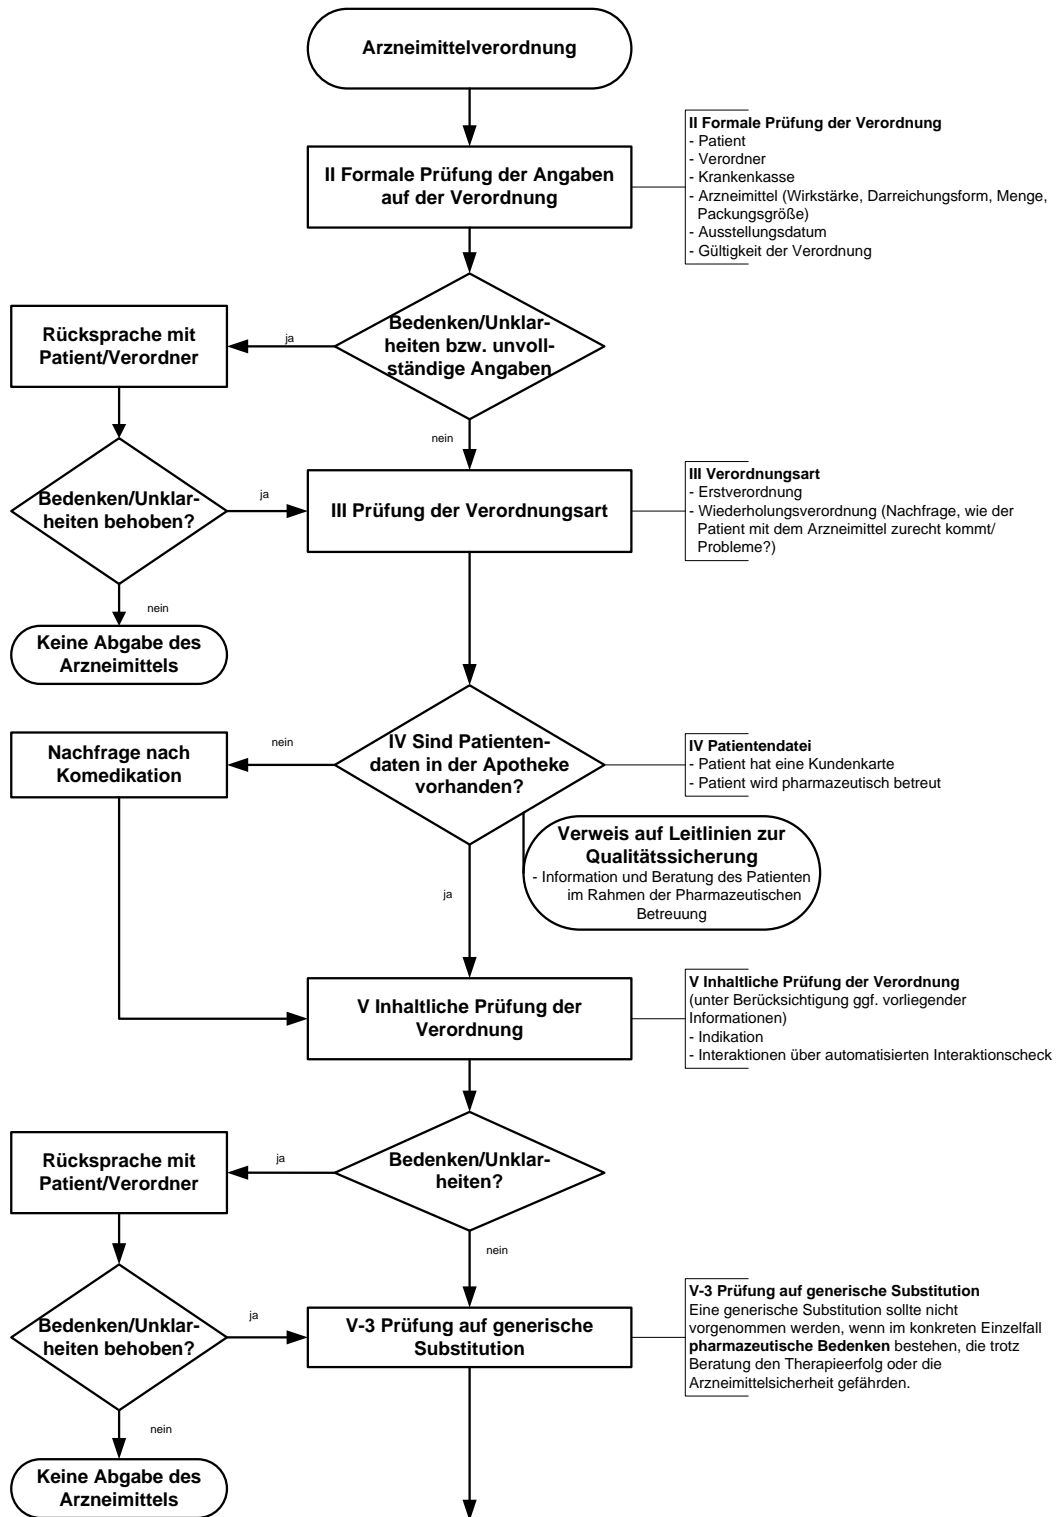 Arzneimittelverordnung
II Formale Prüfung der Angaben
auf der Verordnung
II Formale Prüfung der Verordnung
- Patient
- Verordner
- Krankenkasse
- Arzneimittel (Wirkstärke, Darreichungsform, Menge,
Packungsgröße)
- Ausstellungsdatum
- Gültigkeit der Verordnung
Bedenken/Unklar-
heiten bzw. unvoll-
ständige Angaben
ja
Rücksprache mit
Patient/Verordner
nein
Bedenken/Unklar-
heiten behoben?
ja
III Prüfung der Verordnungsart
III Verordnungsart
- Erstverordnung
- Wiederholungsverordnung (Nachfrage, wie der
Patient mit dem Arzneimittel zurecht kommt/
Probleme?)
nein
Keine Abgabe des
Arzneimittels
IV Sind Patienten-
daten in der Apotheke
vorhanden?
nein
Nachfrage nach
Komedikation
IV Patientendatei
- Patient hat eine Kundenkarte
- Patient wird pharmazeutisch betreut
Verweis auf Leitlinien zur
Qualitätssicherung
- Information und Beratung des Patienten
im Rahmen der Pharmazeutischen
Betreuung
ja
V Inhaltliche Prüfung der
Verordnung
V Inhaltliche Prüfung der Verordnung
(unter Berücksichtigung ggf. vorliegender
Informationen)
- Indikation
- Interaktionen über automatisierten Interaktionscheck
Bedenken/Unklar-
heiten?
ja
Rücksprache mit
Patient/Verordner
nein
Bedenken/Unklar-
heiten behoben?
ja
V-3 Prüfung auf generische
Substitution
V-3 Prüfung auf generische Substitution
Eine generische Substitution sollte nicht
vorgenommen werden, wenn im konkreten Einzelfall
pharmazeutische Bedenken bestehen, die trotz
Beratung den Therapieerfolg oder die
Arzneimittelsicherheit gefährden.
nein
Keine Abgabe des
Arzneimittels